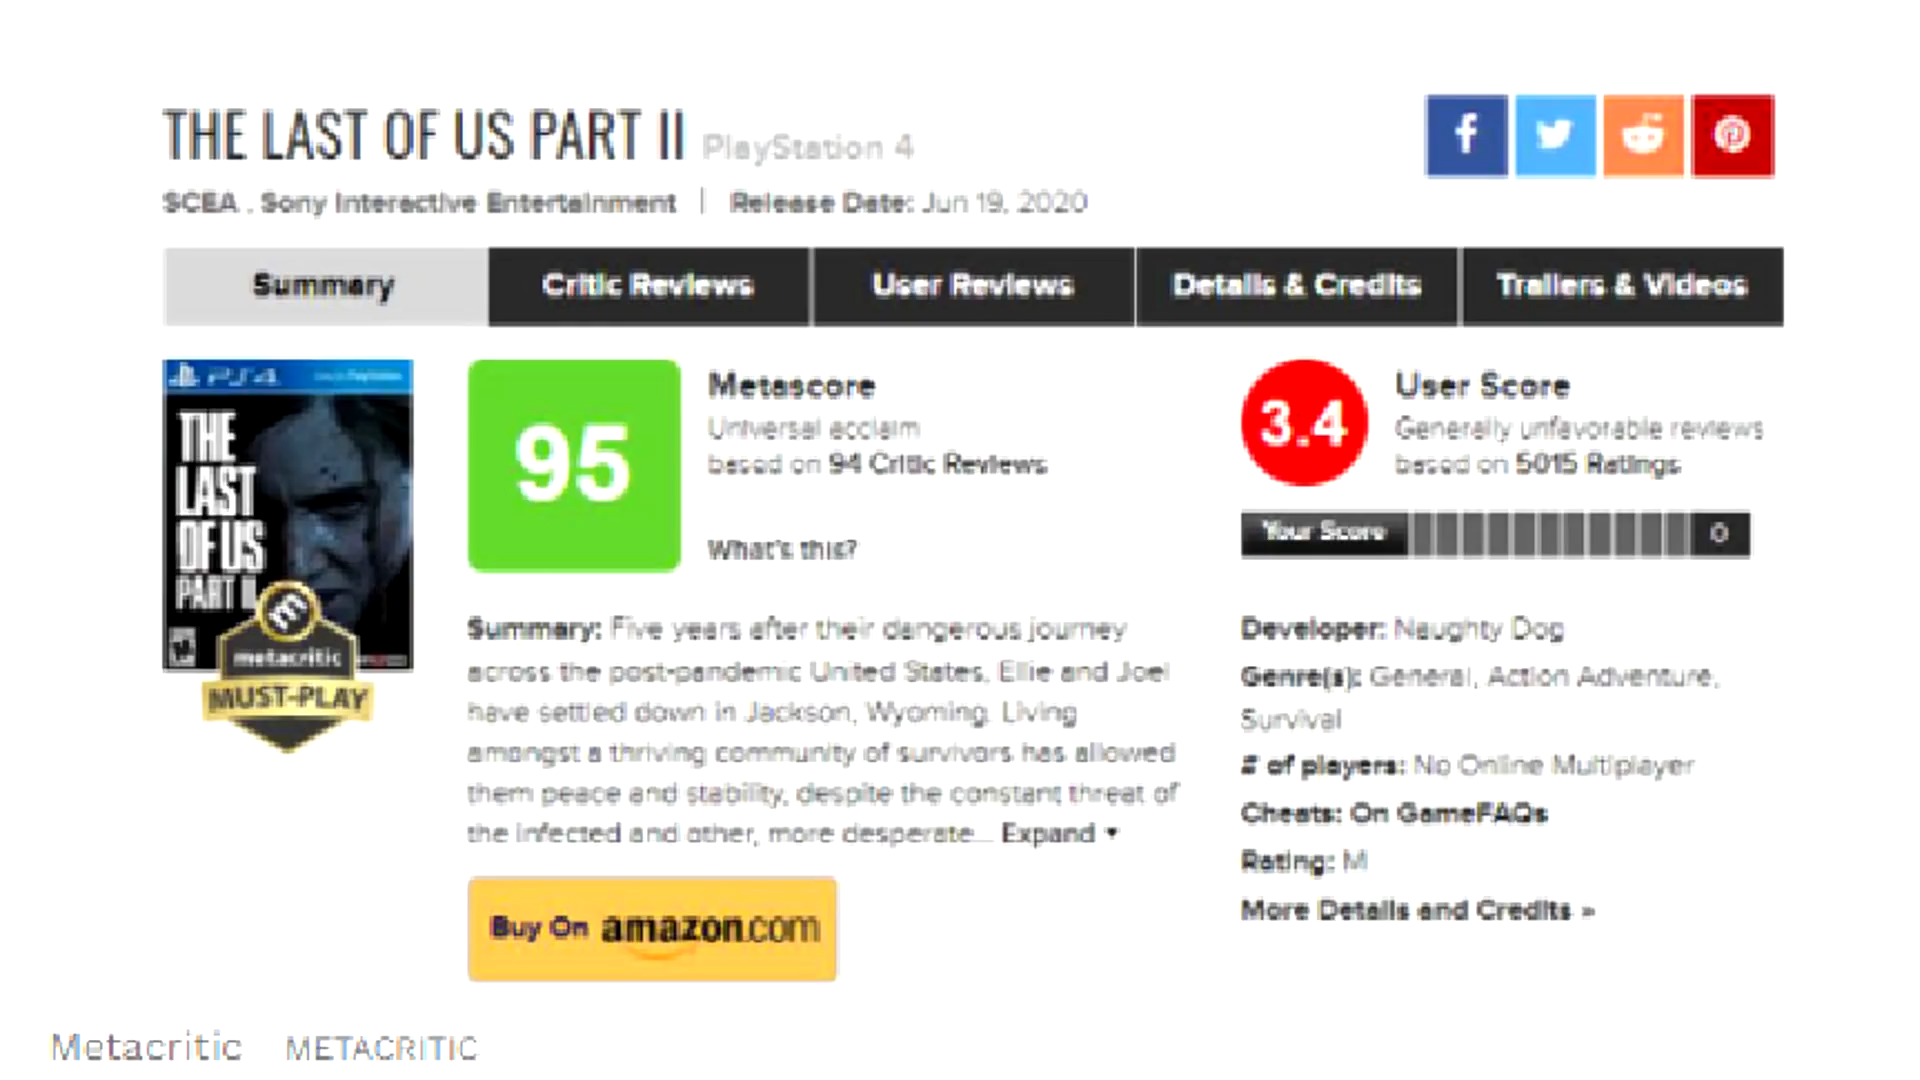 THE LAST OF US PART II PlayStation 4
SCEA , Sony Interactive Entertainment | Release Date: Jun 19, 2020
Summary
Critic Reviews
User Reviews
Details & Credits
Trailers & Videos
PS4
THE
LAST
OF US
PART II
metacritic
MUST-PLAY
95
Metascore
Universal acclaim
based on 94 Critic Reviews
What's this?
Summary: Five years after their dangerous journey
across the post-pandemic United States, Ellie and Joel
have settled down in Jackson, Wyoming. Living
amongst a thriving community of survivors has allowed
them peace and stability, despite the constant threat of
the infected and other, more desperate... Expand
Buy On amazon.com
3.4
User Score
Generally unfavorable reviews
based on 5015 Ratings
Your Score 0
Developer: Naughty Dog
Genre(s): General, Action Adventure,
Survival
# of players: No Online Multiplayer
Cheats: On GameFAQs
Rating: M
More Details and Credits »
Metacritic METACRITIC